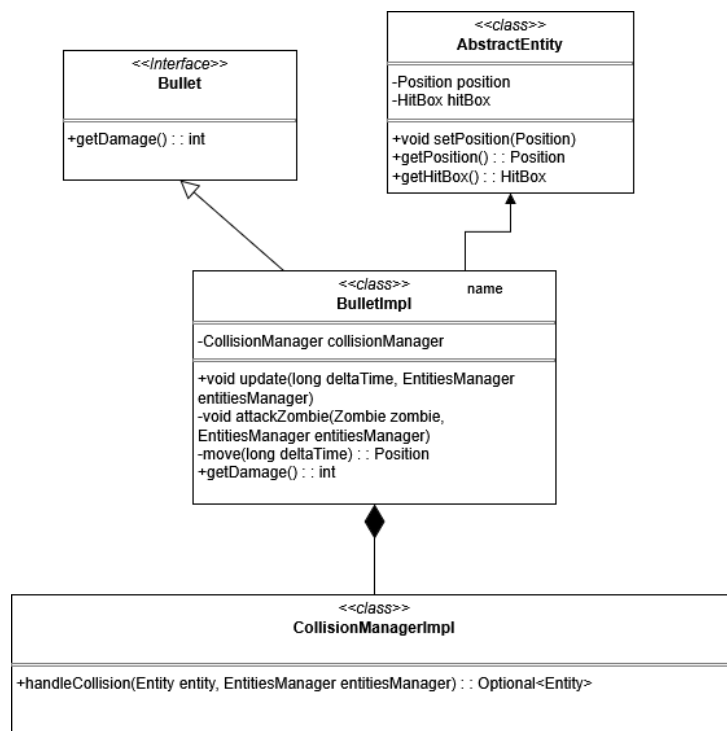 <<Interface>>
Bullet
+getDamage() : : int
<<class>>
AbstractEntity
-Position position
-HitBox hitBox
+void setPosition(Position)
+getPosition() : : Position
+getHitBox() : : HitBox
<<class>>
name
BulletImpl
-CollisionManager collisionManager
+void update(long deltaTime, EntitiesManager
entitiesManager)
-void attackZombie(Zombie zombie,
EntitiesManager entitiesManager)
-move(long deltaTime) : : Position
+getDamage() : : int
<<class>>
CollisionManagerImpl
+handleCollision(Entity entity, EntitiesManager entitiesManager) : : Optional<Entity>